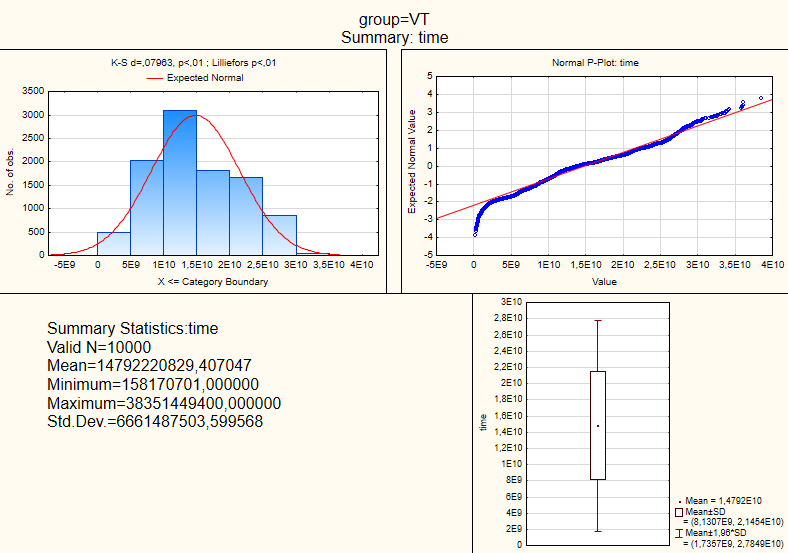 group=VT
Summary: time
K-S d=,07963, p<,01 ; Lilliefors p<,01
Expected Normal
3500
3000
2500
2000
1500
1000
500
0
No. of obs.
-5E9 0 5E9 1E10 1,5E10 2E10 2,5E10 3E10 3,5E10 4E10
X <= Category Boundary
Normal P-Plot: time
5
4
3
2
1
0
-1
-2
-3
-4
-5
Expected Normal Value
-5E9 0 5E9 1E10 1,5E10 2E10 2,5E10 3E10 3,5E10 4E10
Value
Summary Statistics:time
Valid N=10000
Mean=14792220829,407047
Minimum=158170701,000000
Maximum=38351449400,000000
Std.Dev.=6661487503,599568
3E10
2,8E10
2,6E10
2,4E10
2,2E10
2E10
1,8E10
1,6E10
1,4E10
1,2E10
1E10
8E9
6E9
4E9
2E9
0
time
Mean = 1,4792E10
Mean±SD
= (8,1307E9, 2,1454E10)
Mean±1,96*SD
= (1,7357E9, 2,7849E10)